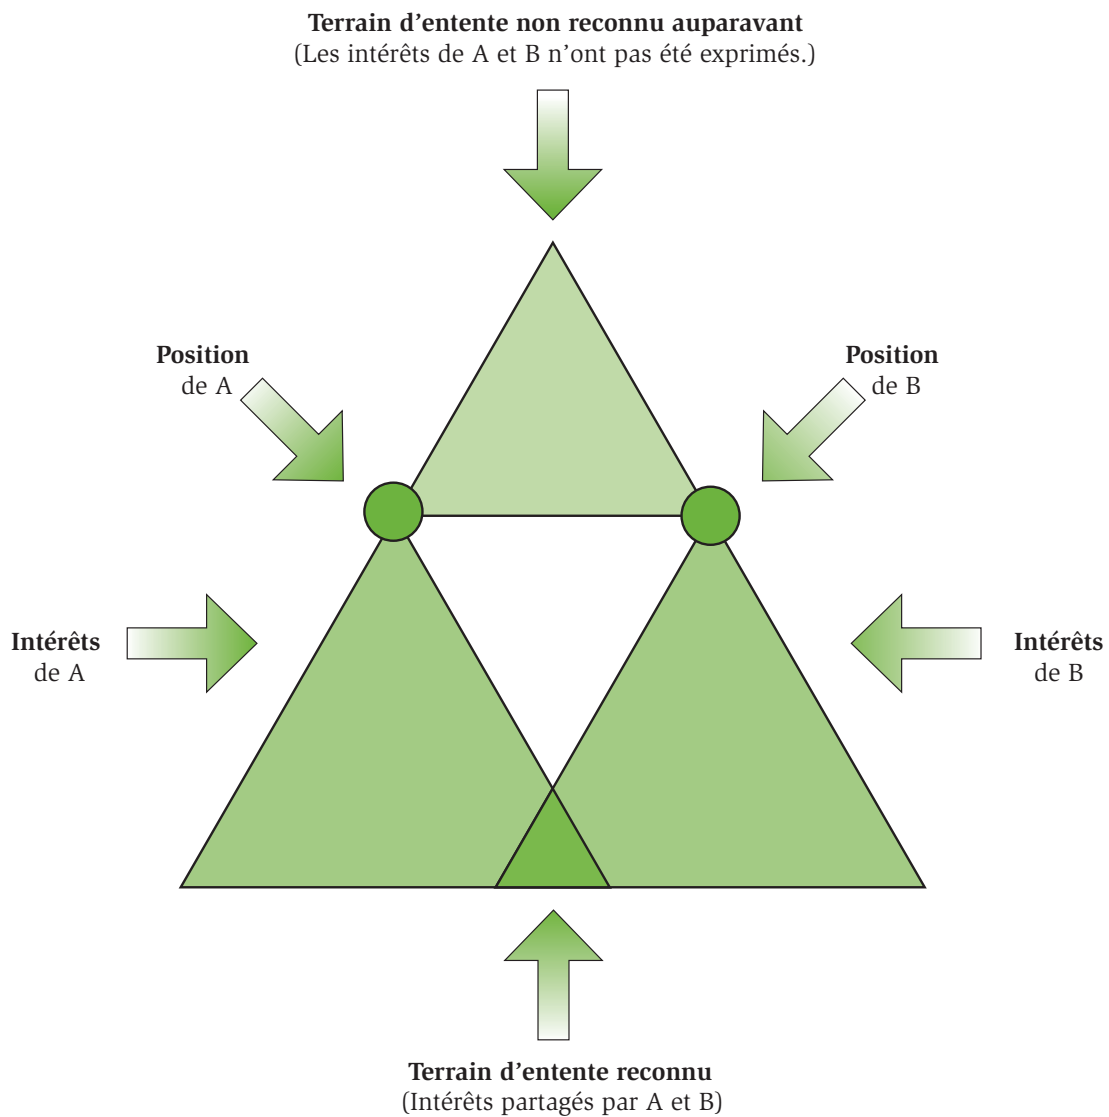 Terrain d’entente non reconnu auparavant
(Les intérêts de A et B n’ont pas été exprimés.)
Position
de A
Position
de B
Intérêts
de A
Intérêts
de B
Terrain d’entente reconnu
(Intérêts partagés par A et B)